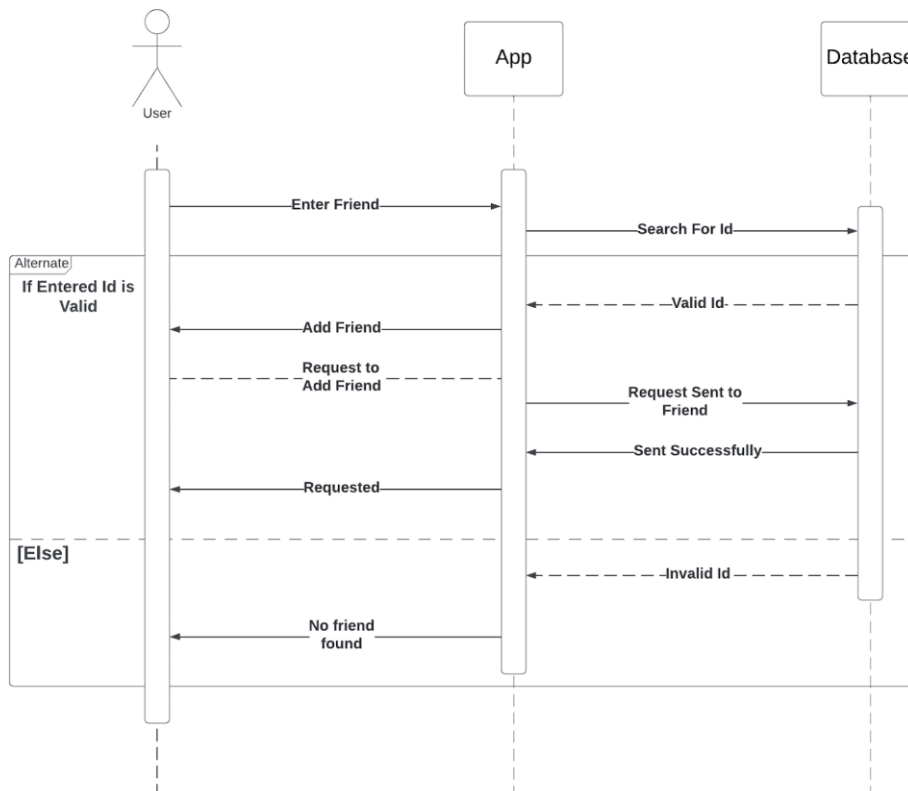 App
Database
User
Enter Friend
Search For Id
Alternate
If Entered Id is
Valid
Valid Id
Add Friend
Request to
Add Friend
Request Sent to
Friend
Sent Successfully
Requested
[Else]
Invalid Id
No friend
found